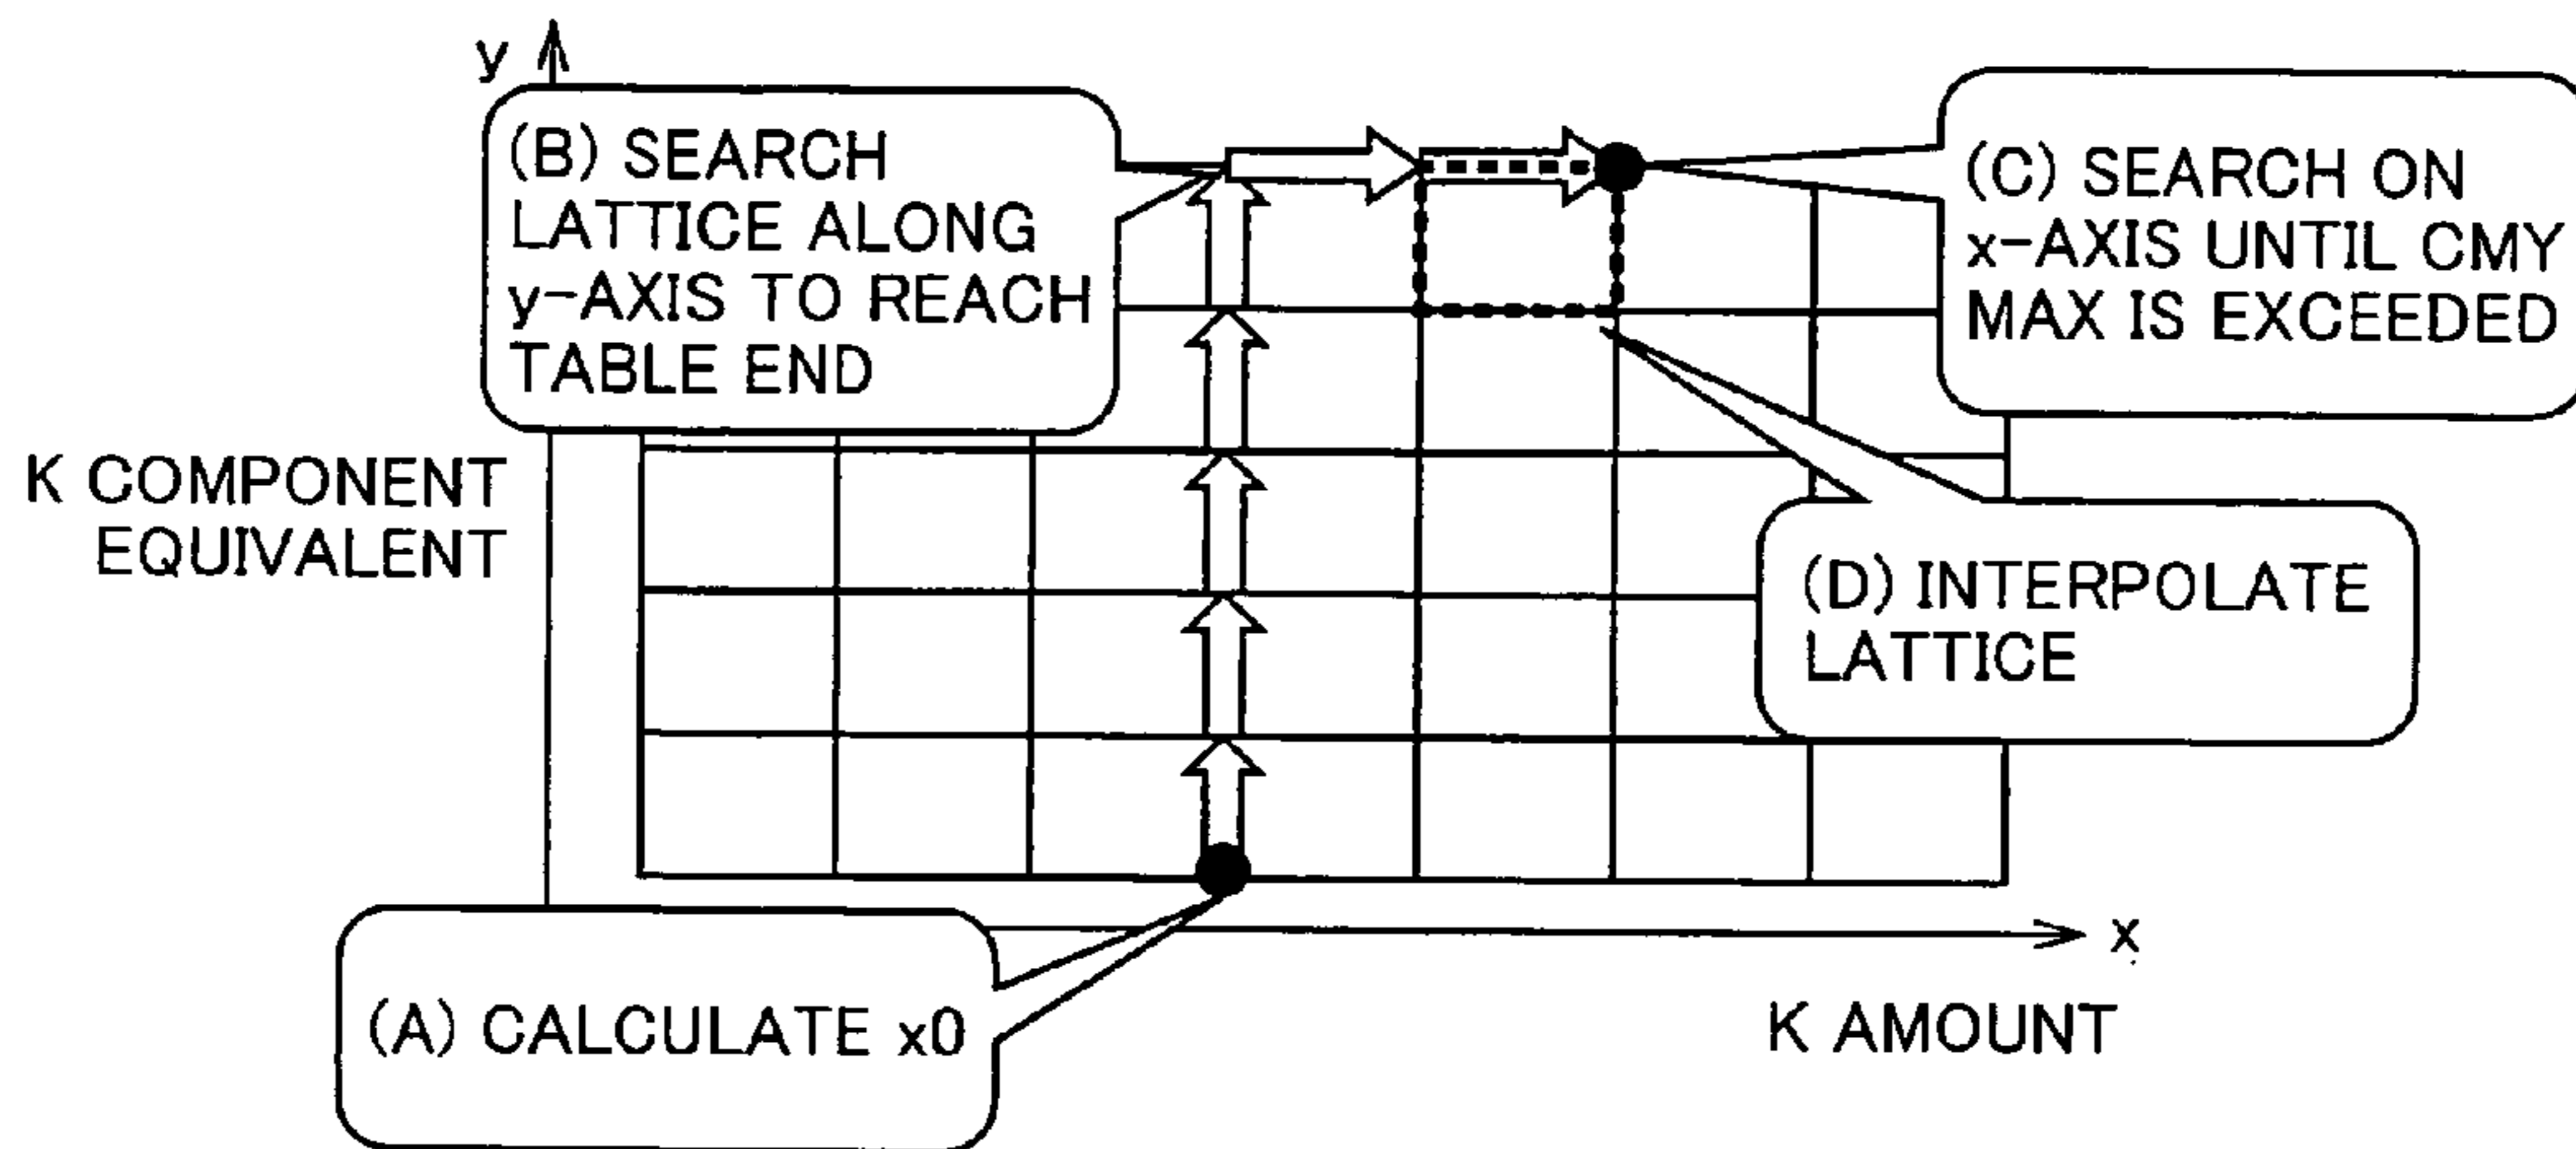 y
(B) SEARCH
LATTICE ALONG
y-AXIS TO REACH
TABLE END
(C) SEARCH ON
x-AXIS UNTIL CMY
MAX IS EXCEEDED
K COMPONENT
EQUIVALENT
(D) INTERPOLATE
LATTICE
x
(A) CALCULATE x0
K AMOUNT